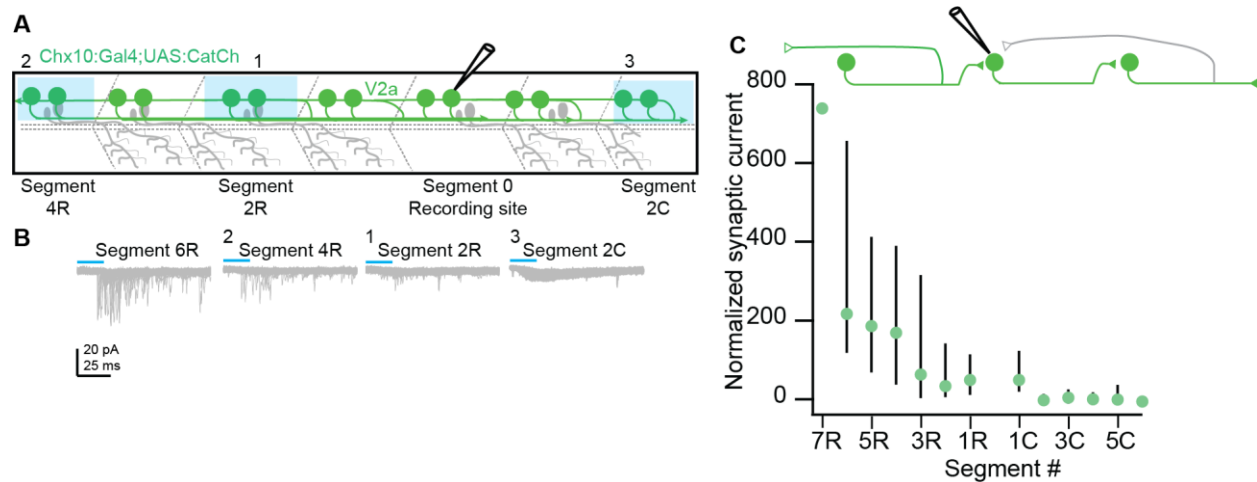 A
Chx10:Gal4;UAS:CatCh
2
1
3
V2a
Segment
4R
Segment
2R
Segment 0
Recording site
Segment
2C
B
Segment 6R
2
Segment 4R
1
Segment 2R
3
Segment 2C
20 pA
25 ms
C
Normalized synaptic current
800
600
400
200
0
7R 5R 3R 1R 1C 3C 5C
Segment #